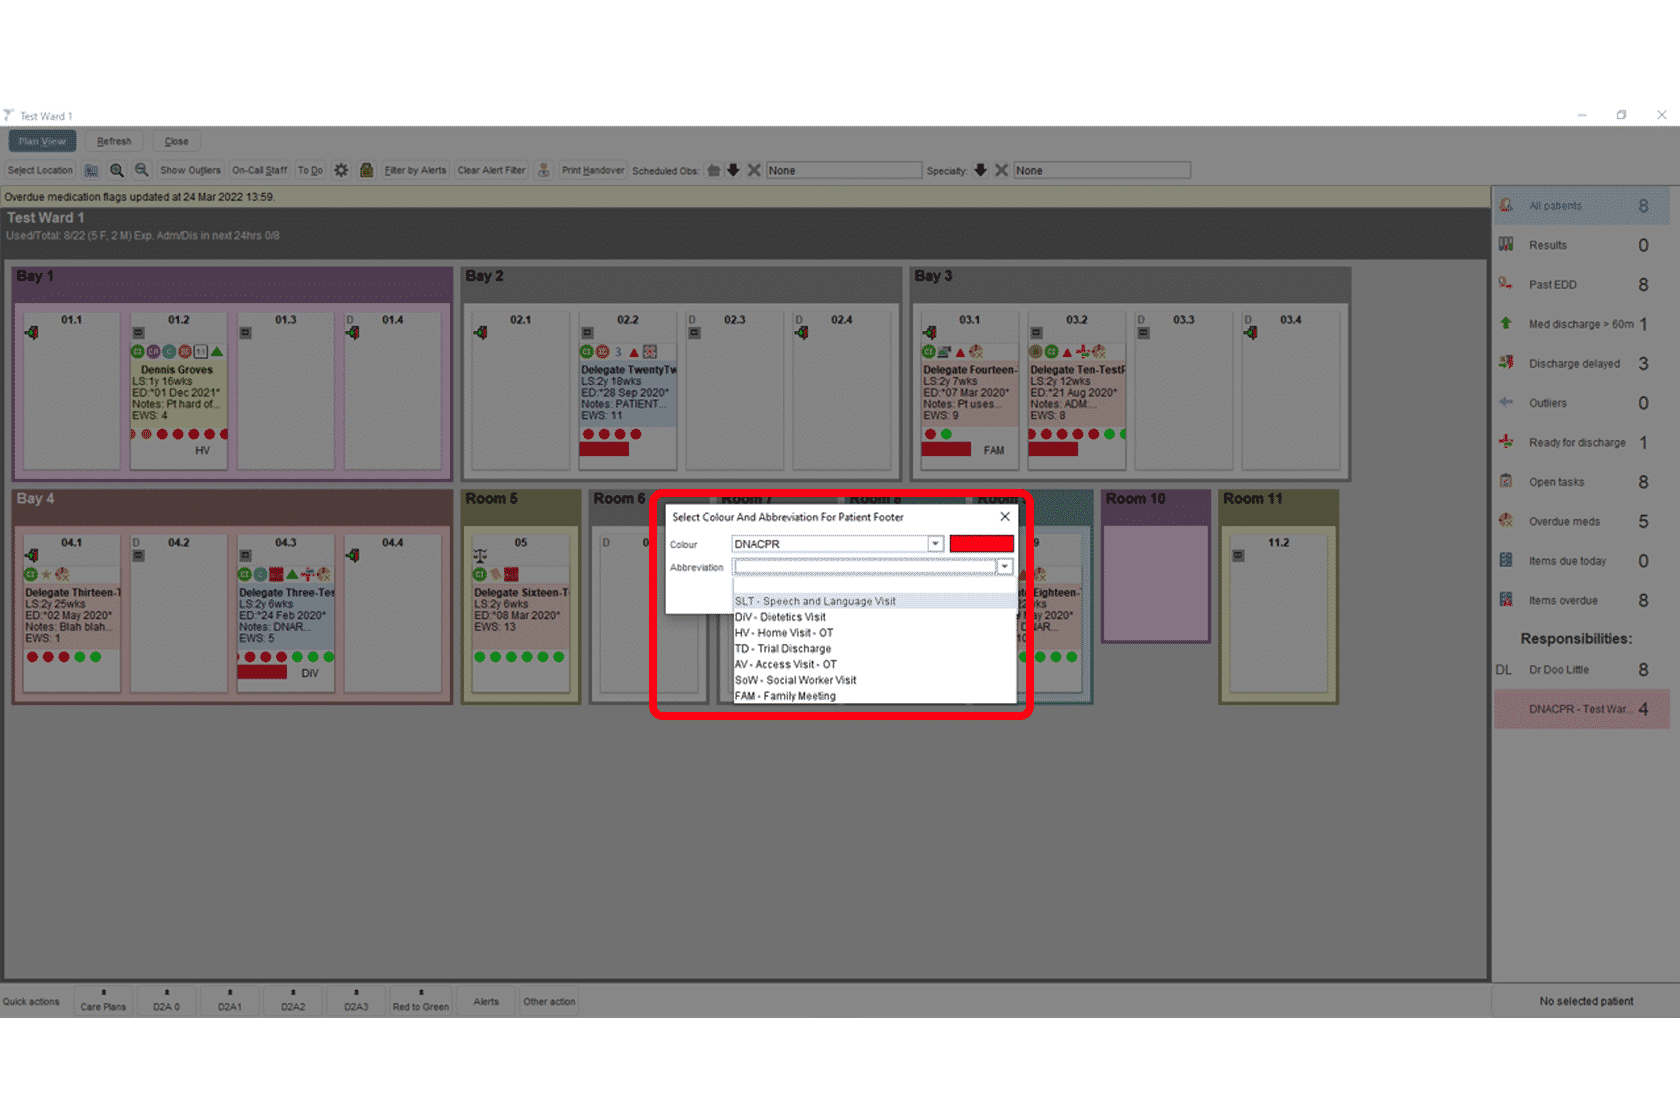 Test Ward 1
Plan View Refresh Close
Select Location Show Outliers On-Call Staff To Do Filter by Alerts Clear Alert Filter Print Handover Scheduled Obs: None Specialty: None
Overdue medication flags updated at 24 Mar 2022 13:59.
Test Ward 1
Used/Total: 8/22 (5 F, 2 M) Exp. Adm/Dis in next 24hrs 0/8
Bay 1
01.1
01.2
Dennis Groves
LS:1y 16wks
ED:*01 Dec 2021*
Notes: Pt hard of...
EWS: 4
HV
01.3
D 01.4
Bay 2
02.1
02.2
3
Delegate TwentyTw
LS:2y 18wks
ED:*28 Sep 2020*
Notes: PATIENT...
EWS: 11
D 02.3
D 02.4
Bay 3
03.1
Delegate Fourteen-
LS:2y 7wks
ED:*07 Mar 2020*
Notes: Pt uses...
EWS: 9
FAM
03.2
Delegate Ten-TestP
LS:2y 12wks
ED:*21 Aug 2020*
Notes: ADM:...
EWS: 8
D 03.3
D 03.4
Bay 4
04.1
Delegate Thirteen-T
LS:2y 25wks
ED:*02 May 2020*
Notes: Blah blah...
EWS: 1
D 04.2
04.3
Delegate Three-Tes
LS:2y 6wks
ED:*24 Feb 2020*
Notes: DNAR...
EWS: 5
DiV
04.4
Room 5
05
Delegate Sixteen-T
LS:2y 6wks
ED:*08 Mar 2020*
EWS: 13
Room 6
D 0
Room 7
Room 8
Room
9
te Eighteen-
wks
May 2020*
AR...
Room 10
Room 11
11.2
Select Colour And Abbreviation For Patient Footer
Colour DNACPR
Abbreviation
SLT - Speech and Language Visit
DiV - Dietetics Visit
HV - Home Visit - OT
TD - Trial Discharge
AV - Access Visit - OT
SoW - Social Worker Visit
FAM - Family Meeting
All patients 8
Results 0
Past EDD 8
Med discharge > 60m 1
Discharge delayed 3
Outliers 0
Ready for discharge 1
Open tasks 8
Overdue meds 5
Items due today 0
Items overdue 8
Responsibilities:
DL Dr Doo Little 8
DNACPR - Test War... 4
Quick actions Care Plans D2A 0 D2A1 D2A2 D2A3 Red to Green Alerts Other action
No selected patient